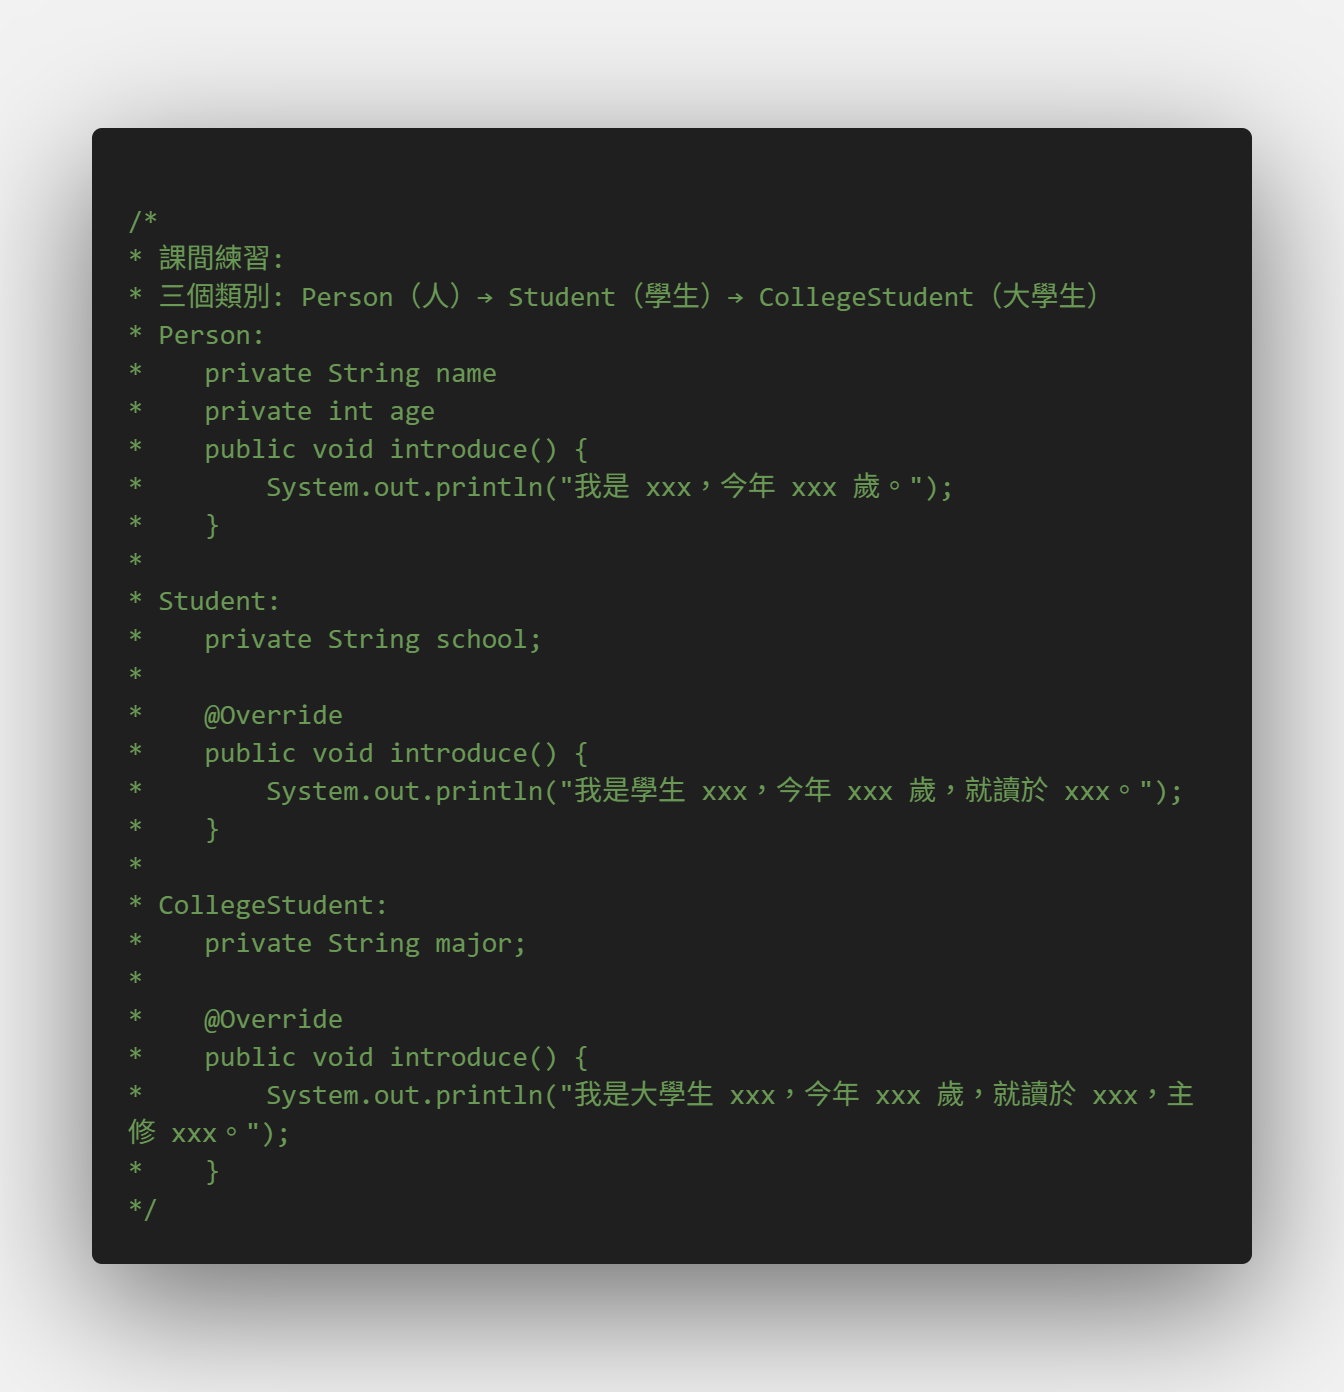 /*
* 課間練習:
* 三個類別: Person（人）→ Student（學生）→ CollegeStudent（大學生）
* Person:
*    private String name
*    private int age
*    public void introduce() {
*        System.out.println("我是 xxx，今年 xxx 歲。");
*    }
*
* Student:
*    private String school;
*
*    @Override
*    public void introduce() {
*        System.out.println("我是學生 xxx，今年 xxx 歲，就讀於 xxx。");
*    }
*
* CollegeStudent:
*    private String major;
*
*    @Override
*    public void introduce() {
*        System.out.println("我是大學生 xxx，今年 xxx 歲，就讀於 xxx，主
修 xxx。");
*    }
*/